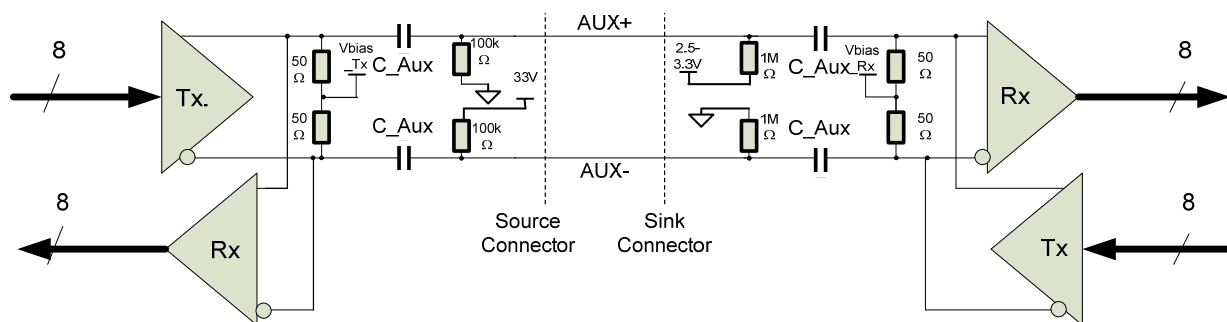 AUX+
8
Tx.
50
Ω
50
Ω
Vbias
_Tx
C_Aux
C_Aux
100k
Ω
33V
100k
Ω
2.5-
3.3V
1M
Ω
1M
Ω
C_Aux
C_Aux
Vbias
_Rx
50
Ω
50
Ω
Rx
8
AUX-
8
Rx
Source
Connector
Sink
Connector
Tx
8